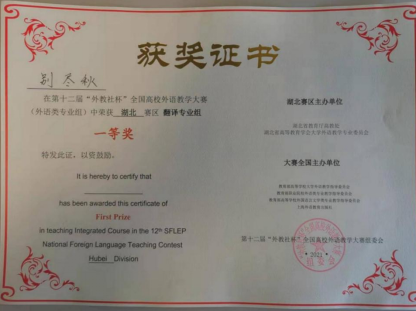 获奖证书
别尽秋
在第十二届“外教社杯”全国高校外语教学大赛
（外语类专业组）中荣获 湖北 赛区 翻译专业组
一等奖
特发此证，以资鼓励。
It is hereby to certify that
has been awarded this certificate of
First Prize
in teaching Integrated Course in the 12th SFLEP
National Foreign Language Teaching Contest
Hubei Division
湖北赛区主办单位
大赛全国主办单位
第十二届“外教社杯”全国高校外语教学大赛组委会
2022